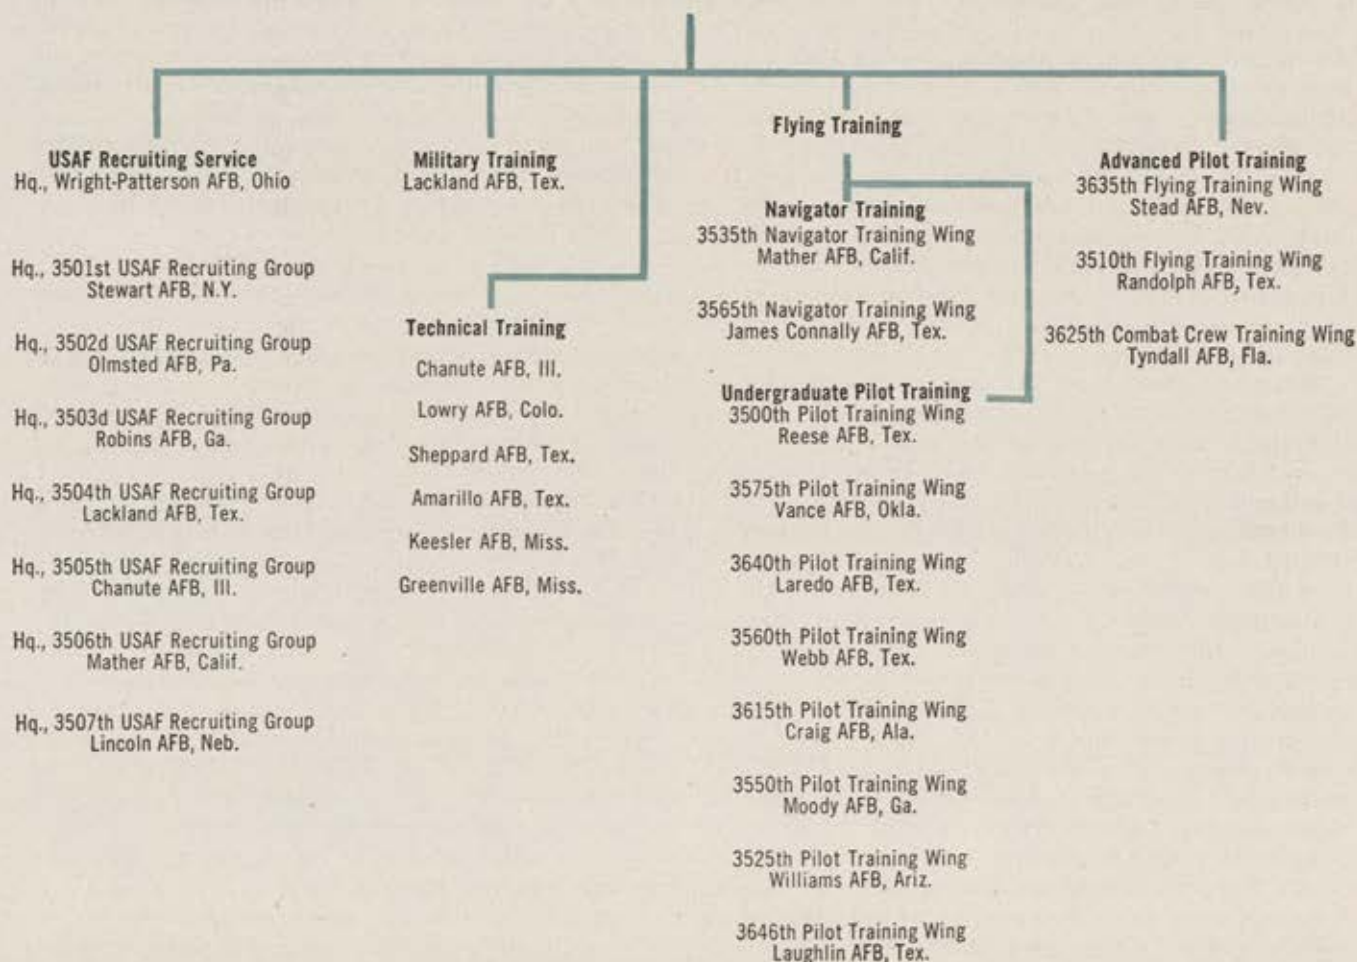 USAF Recruiting Service
Hq., Wright-Patterson AFB, Ohio
Hq., 3501st USAF Recruiting Group
Stewart AFB, N.Y.
Hq., 3502d USAF Recruiting Group
Olmsted AFB, Pa.
Hq., 3503d USAF Recruiting Group
Robins AFB, Ga.
Hq., 3504th USAF Recruiting Group
Lackland AFB, Tex.
Hq., 3505th USAF Recruiting Group
Chanute AFB, Ill.
Hq., 3506th USAF Recruiting Group
Mather AFB, Calif.
Hq., 3507th USAF Recruiting Group
Lincoln AFB, Neb.
Military Training
Lackland AFB, Tex.
Technical Training
Chanute AFB, Ill.
Lowry AFB, Colo.
Sheppard AFB, Tex.
Amarillo AFB, Tex.
Keesler AFB, Miss.
Greenville AFB, Miss.
Flying Training
Navigator Training
3535th Navigator Training Wing
Mather AFB, Calif.
3565th Navigator Training Wing
James Connally AFB, Tex.
Undergraduate Pilot Training
3500th Pilot Training Wing
Reese AFB, Tex.
3575th Pilot Training Wing
Vance AFB, Okla.
3640th Pilot Training Wing
Laredo AFB, Tex.
3560th Pilot Training Wing
Webb AFB, Tex.
3615th Pilot Training Wing
Craig AFB, Ala.
3550th Pilot Training Wing
Moody AFB, Ga.
3525th Pilot Training Wing
Williams AFB, Ariz.
3646th Pilot Training Wing
Laughlin AFB, Tex.
Advanced Pilot Training
3635th Flying Training Wing
Stead AFB, Nev.
3510th Flying Training Wing
Randolph AFB, Tex.
3625th Combat Crew Training Wing
Tyndall AFB, Fla.